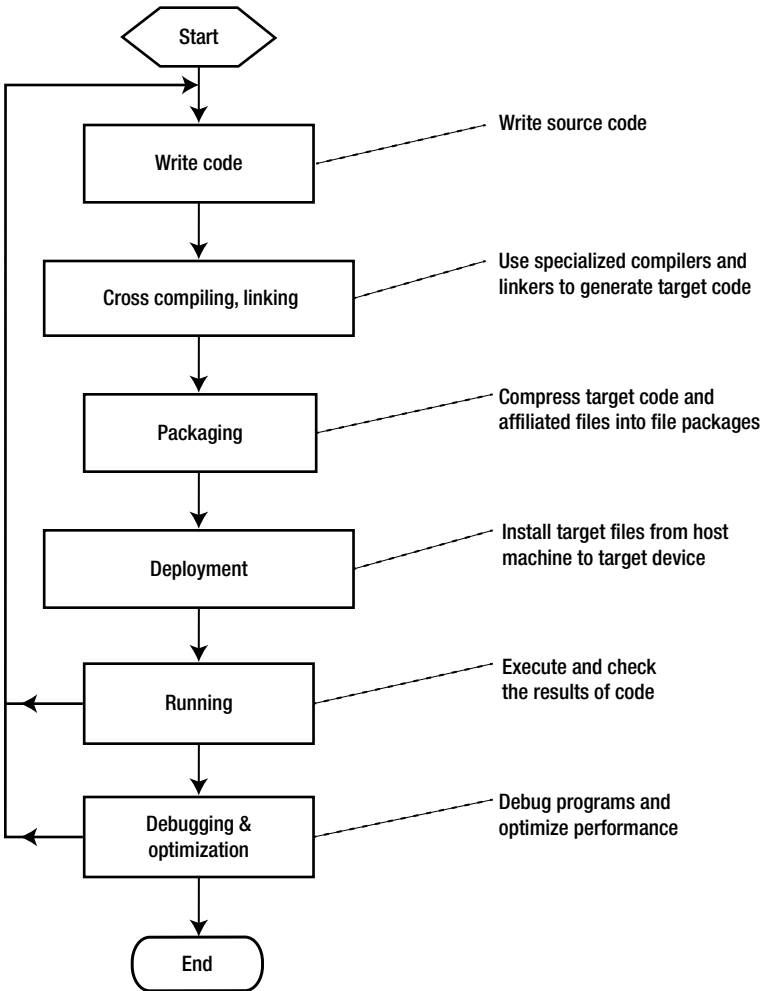 Start
Write code
Write source code
Cross compiling, linking
Use specialized compilers and
linkers to generate target code
Packaging
Compress target code and
affiliated files into file packages
Deployment
Install target files from host
machine to target device
Running
Execute and check
the results of code
Debugging &
optimization
Debug programs and
optimize performance
End